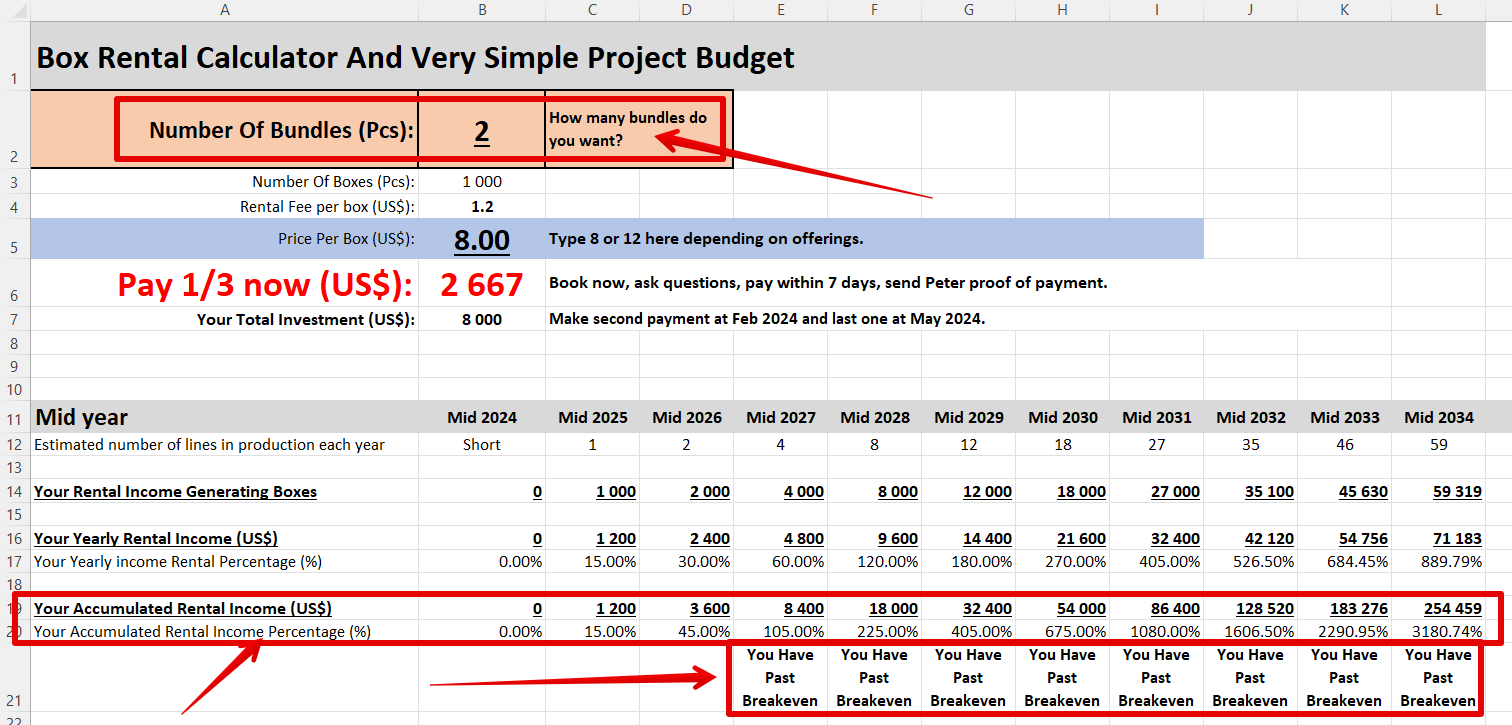 A B C D E F G H I J K L
1 Box Rental Calculator And Very Simple Project Budget
2 Number Of Bundles (Pcs): 2 How many bundles do
you want?
3 Number Of Boxes (Pcs): 1 000
4 Rental Fee per box (US$): 1.2
5 Price Per Box (US$): 8.00 Type 8 or 12 here depending on offerings.
6 Pay 1/3 now (US$): 2 667 Book now, ask questions, pay within 7 days, send Peter proof of payment.
7 Your Total Investment (US$): 8 000 Make second payment at Feb 2024 and last one at May 2024.
8
9
10
11 Mid year Mid 2024 Mid 2025 Mid 2026 Mid 2027 Mid 2028 Mid 2029 Mid 2030 Mid 2031 Mid 2032 Mid 2033 Mid 2034
12 Estimated number of lines in production each year Short 1 2 4 8 12 18 27 35 46 59
13
14 Your Rental Income Generating Boxes 0 1 000 2 000 4 000 8 000 12 000 18 000 27 000 35 100 45 630 59 319
15
16 Your Yearly Rental Income (US$) 0 1 200 2 400 4 800 9 600 14 400 21 600 32 400 42 120 54 756 71 183
17 Your Yearly income Rental Percentage (%) 0.00% 15.00% 30.00% 60.00% 120.00% 180.00% 270.00% 405.00% 526.50% 684.45% 889.79%
18
19 Your Accumulated Rental Income (US$) 0 1 200 3 600 8 400 18 000 32 400 54 000 86 400 128 520 183 276 254 459
20 Your Accumulated Rental Income Percentage (%) 0.00% 15.00% 45.00% 105.00% 225.00% 405.00% 675.00% 1080.00% 1606.50% 2290.95% 3180.74%
You Have You Have You Have You Have You Have You Have You Have You Have
Past Past Past Past Past Past Past Past
21 Breakeven Breakeven Breakeven Breakeven Breakeven Breakeven Breakeven Breakeven
22